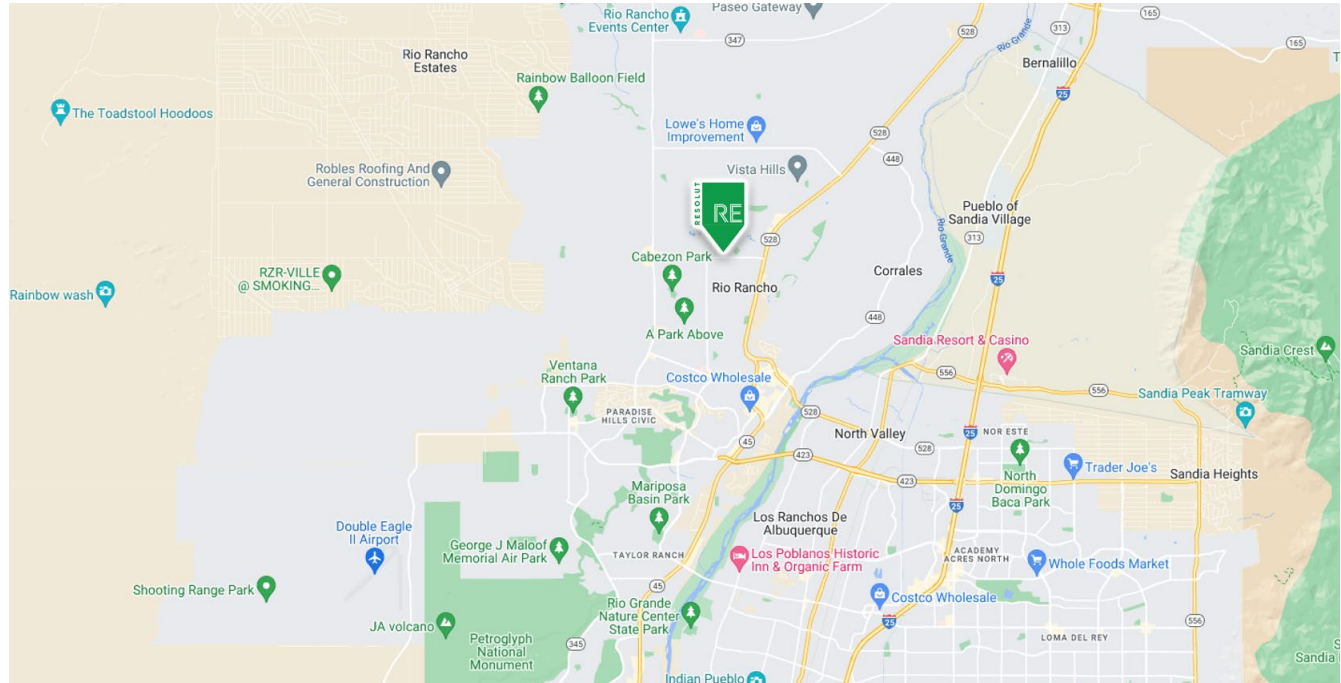 Paseo Gateway
Rio Rancho
Events Center
347
528
Rio Grande
313
165
165
Rio Rancho
Estates
Bernalillo
25
Rainbow Balloon Field
The Toadstool Hoodoos
Lowe's Home
Improvement
528
448
Robles Roofing And
General Construction
Vista Hills
RESOLUT
RE
Pueblo of
Sandia Village
313
Rio Grande
528
Cabezon Park
RZR-VILLE
@ SMOKING...
Rainbow wash
Rio Rancho
Corrales
25
A Park Above
448
Sandia Resort & Casino
Sandia Crest
Ventana
Ranch Park
Costco Wholesale
556
556
Sandia Peak Tramway
PARADISE
HILLS CIVIC
528
North Valley
25
NOR ESTE
45
528
423
Trader Joe's
Sandia Heights
North
Domingo
Baca Park
423
Mariposa
Basin Park
25
Los Ranchos De
Albuquerque
Double Eagle
II Airport
George J Maloof
Memorial Air Park
TAYLOR RANCH
Los Poblanos Historic
Inn & Organic Farm
ACADEMY
ACRES NORTH
Whole Foods Market
Shooting Range Park
45
Costco Wholesale
Rio Grande
Nature Center
State Park
JA volcano
25
556
Petroglyph
National
Monument
345
LOMA DEL REY
Indian Pueblo
Sandia